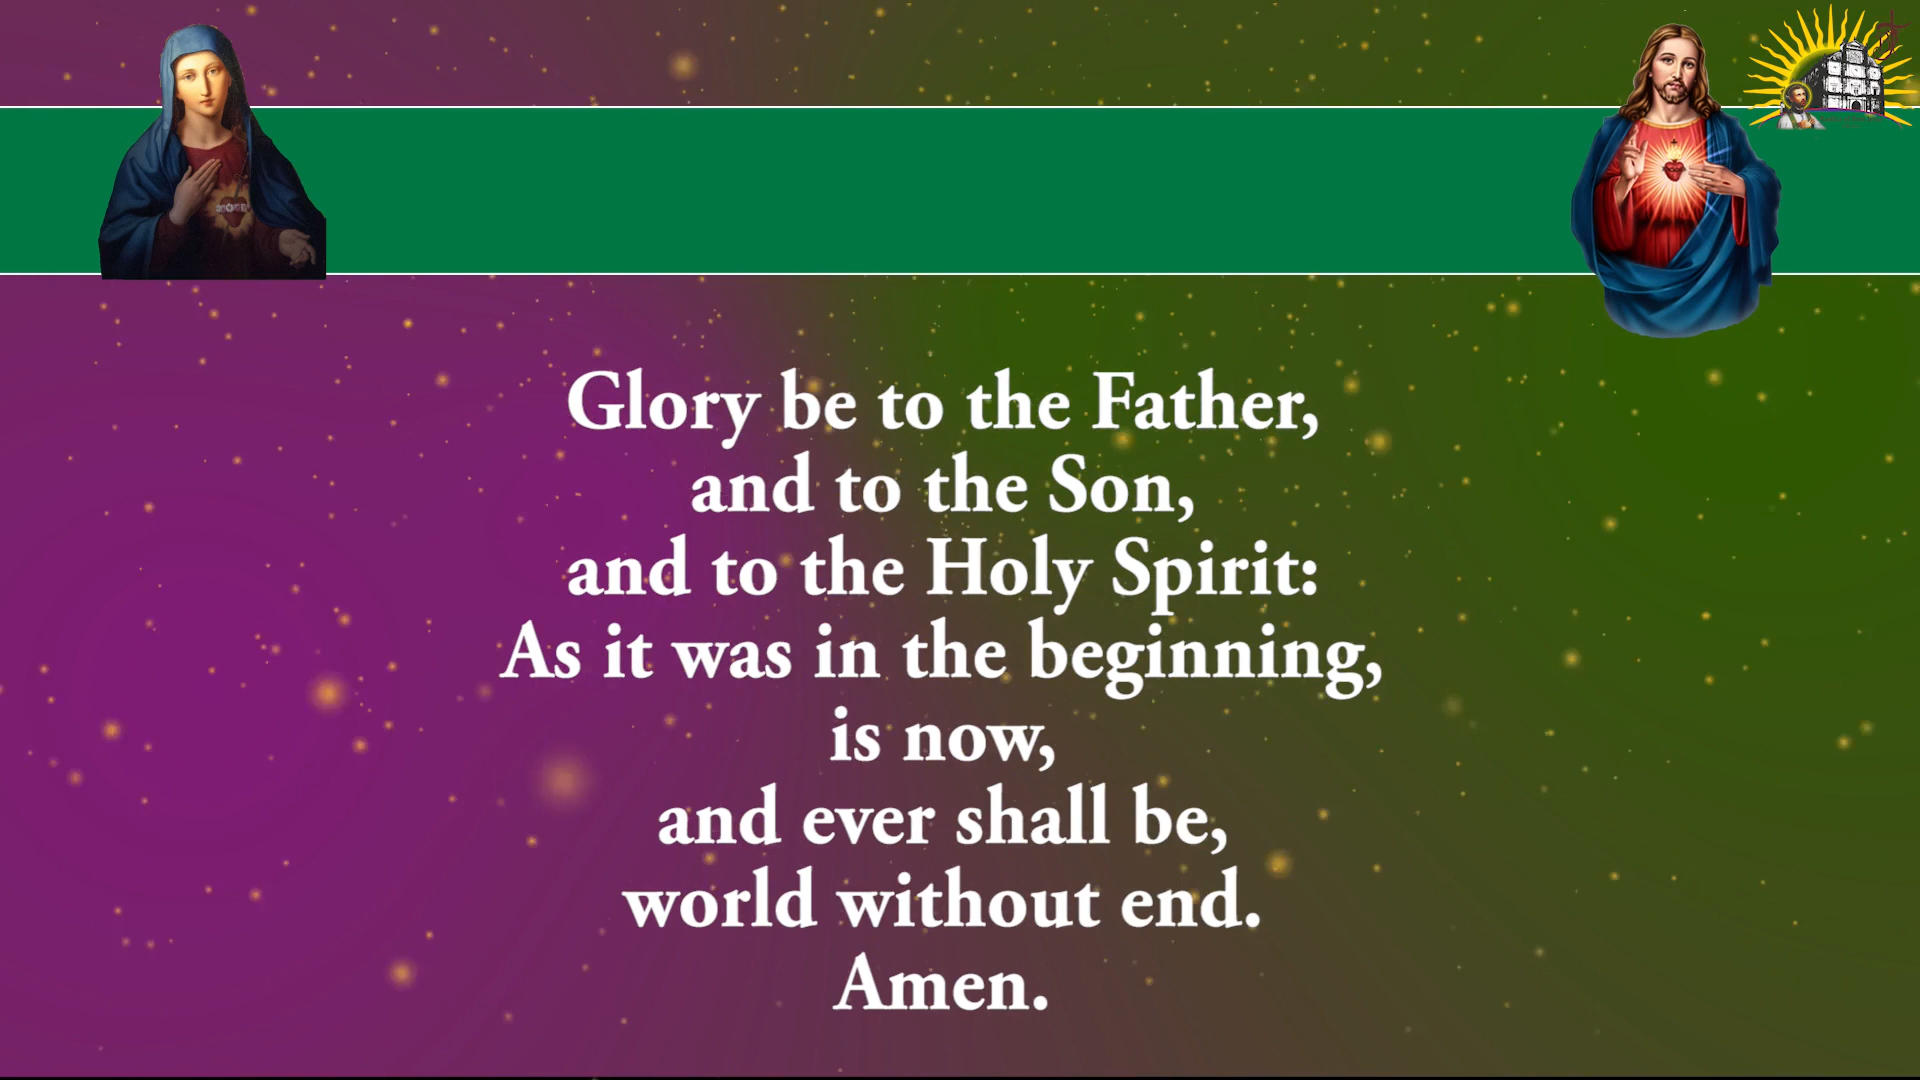 Glory be to the Father,
and to the Son,
and to the Holy Spirit:
As it was in the beginning,
is now,
and ever shall be,
world without end.
Amen.